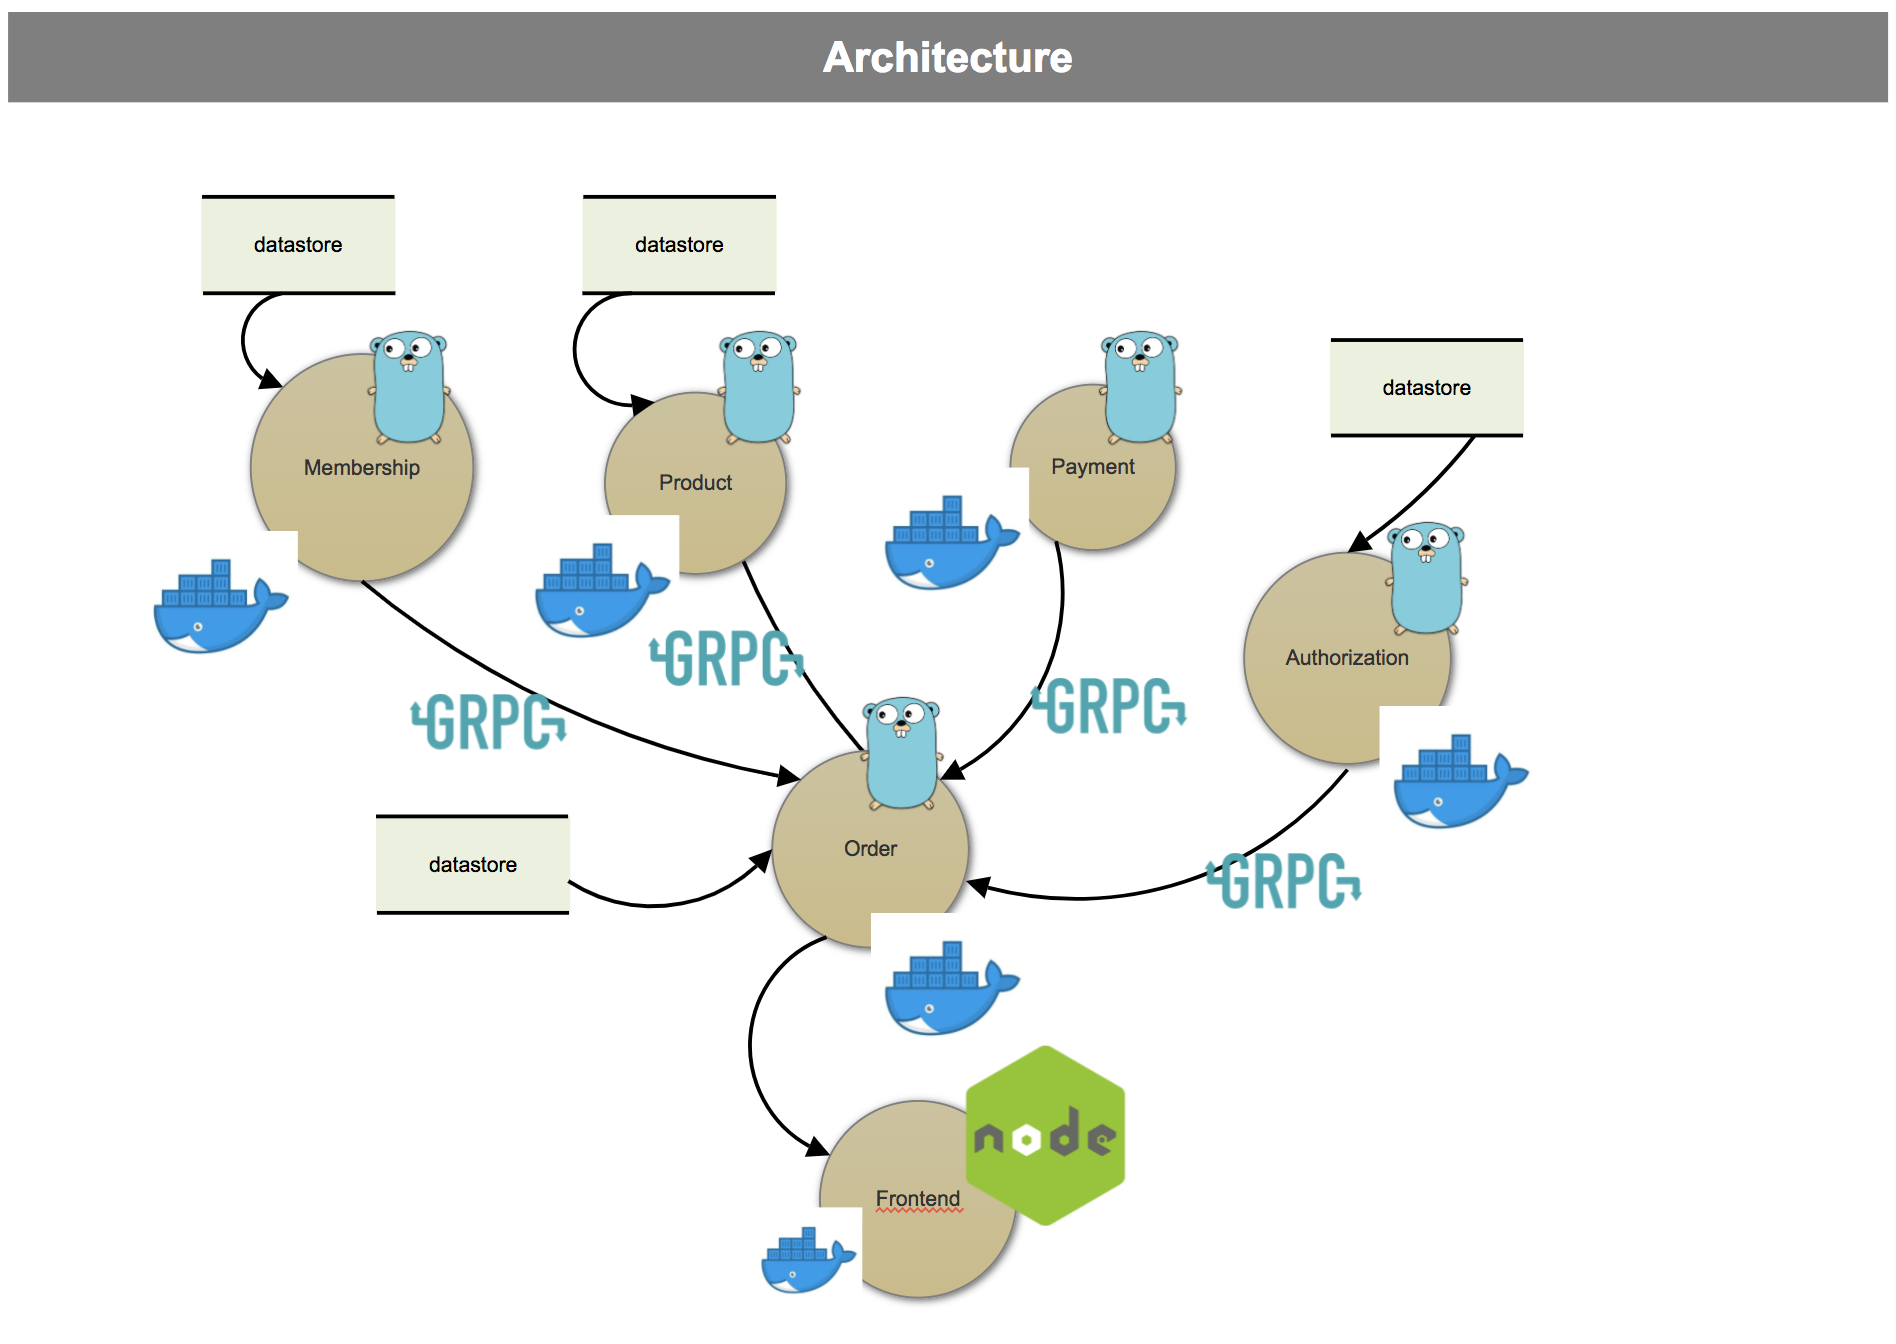 Architecture
datastore
datastore
datastore
Membership
Product
Payment
Authorization
GRPC
GRPC
GRPC
GRPC
Order
datastore
node
Frontend